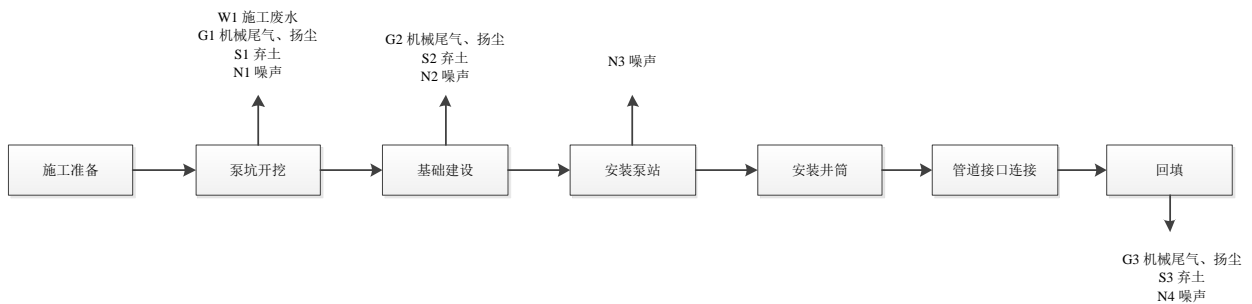 W1 施工废水
G1 机械尾气、扬尘
S1 弃土
N1 噪声
G2 机械尾气、扬尘
S2 弃土
N2 噪声
N3 噪声
施工准备
泵坑开挖
基础建设
安装泵站
安装井筒
管道接口连接
回填
G3 机械尾气、扬尘
S3 弃土
N4 噪声